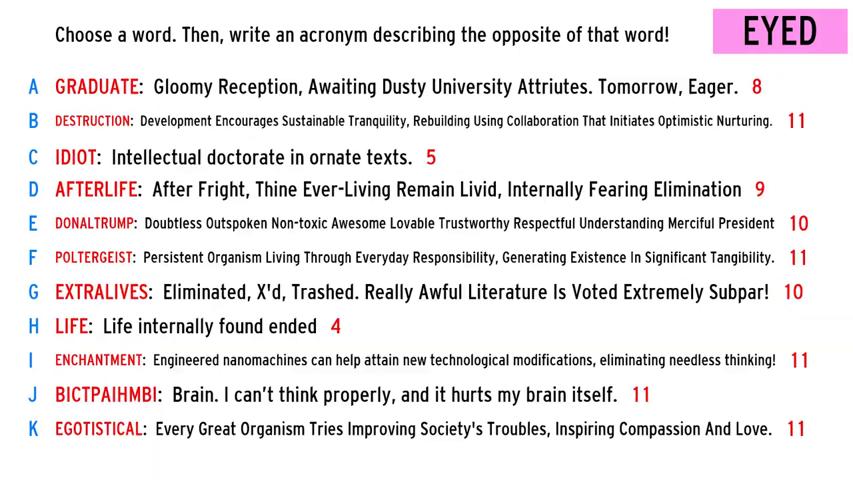 Choose a word. Then, write an acronym describing the opposite of that word!
EYED
A GRADUATE: Gloomy Reception, Awaiting Dusty University Attriutes. Tomorrow, Eager. 8
B DESTRUCTION: Development Encourages Sustainable Tranquility, Rebuilding Using Collaboration That Initiates Optimistic Nurturing. 11
C IDIOT: Intellectual doctorate in ornate texts. 5
D AFTERLIFE: After Fright, Thine Ever-Living Remain Livid, Internally Fearing Elimination 9
E DONALTRUMP: Doubtless Outspoken Non-toxic Awesome Lovable Trustworthy Respectful Understanding Merciful President 10
F POLTERGEIST: Persistent Organism Living Through Everyday Responsibility, Generating Existence In Significant Tangibility. 11
G EXTRALIVES: Eliminated, X'd, Trashed. Really Awful Literature Is Voted Extremely Subpar! 10
H LIFE: Life internally found ended 4
I ENCHANTMENT: Engineered nanomachines can help attain new technological modifications, eliminating needless thinking! 11
J BICTPAIHMBI: Brain. I can't think properly, and it hurts my brain itself. 11
K EGOTISTICAL: Every Great Organism Tries Improving Society's Troubles, Inspiring Compassion And Love. 11